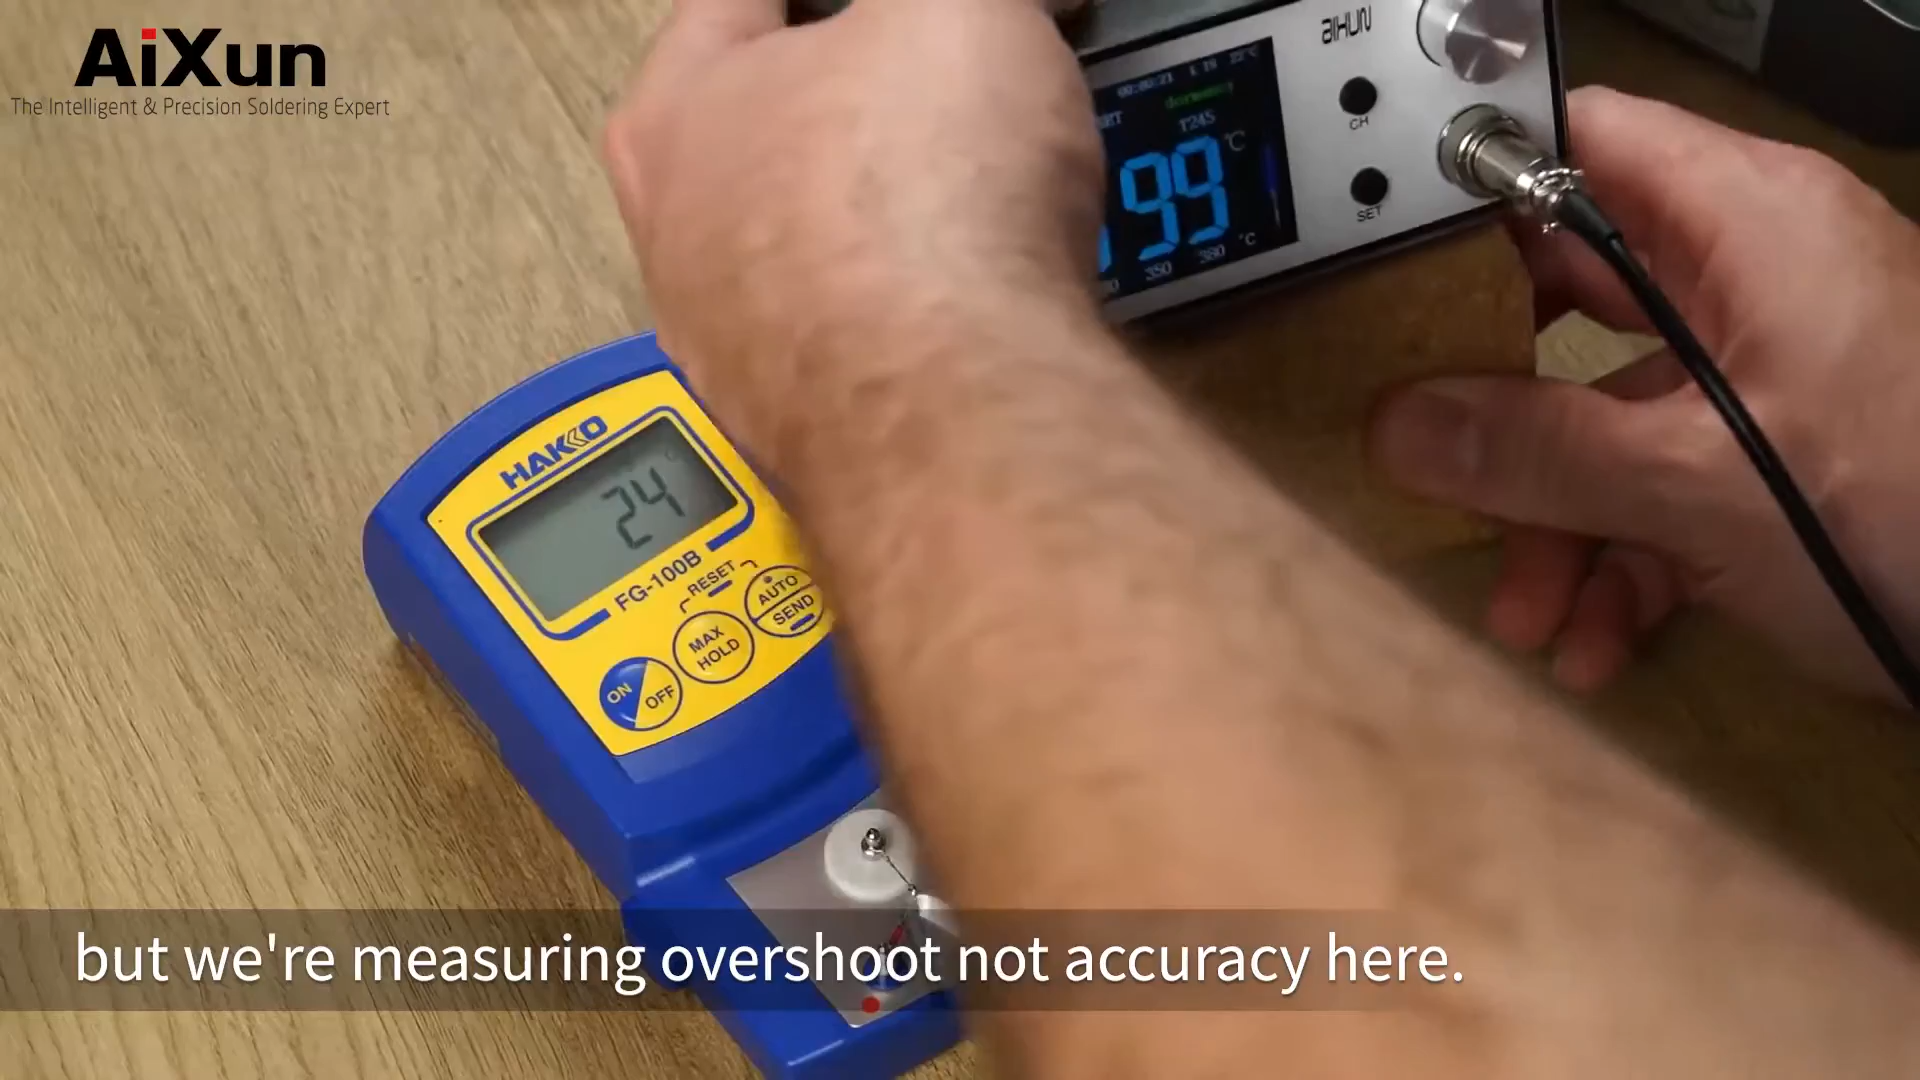 AiXun
The Intelligent & Precision Soldering Expert
AIXUN
CH
SET
T245
99 °C
350 380 °C
HAKKO
24
FG-100B
RESET
AUTO
SEND
MAX
HOLD
ON
OFF
but we're measuring overshoot not accuracy here.